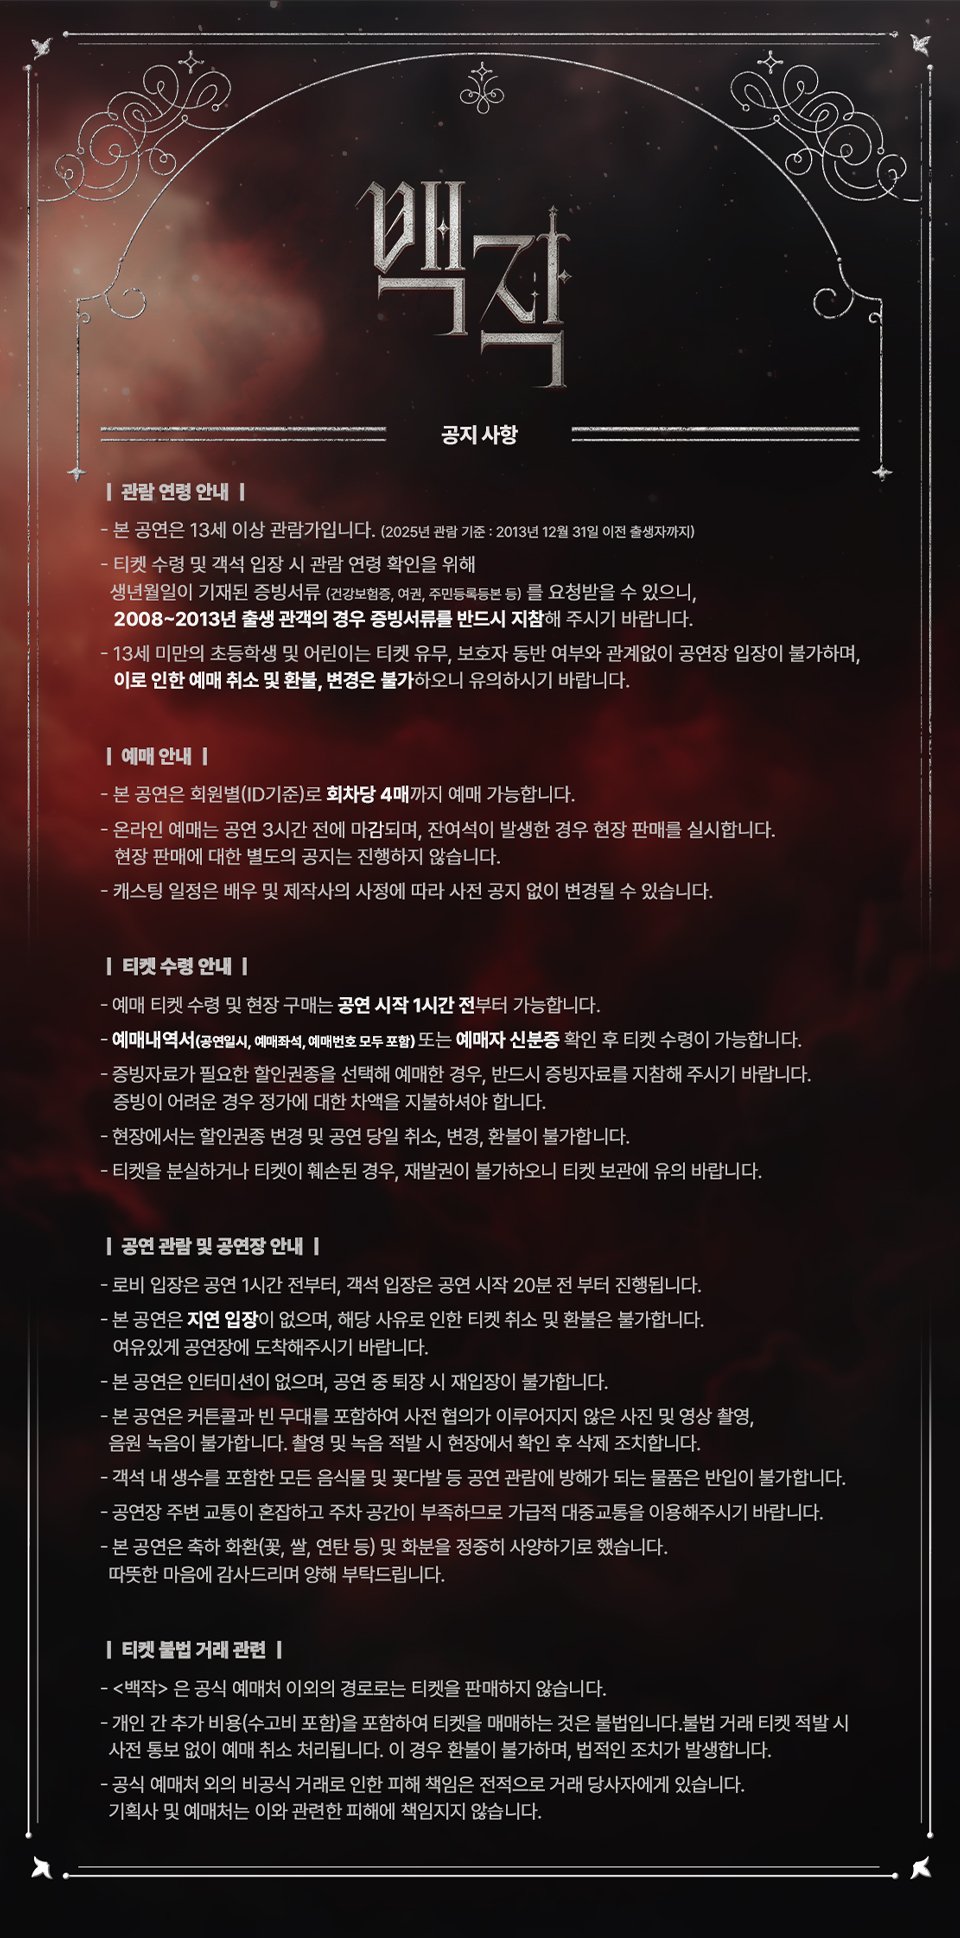 백작
공지 사항
| 관람 연령 안내 |
- 본 공연은 13세 이상 관람가입니다. (2025년 관람 기준 : 2013년 12월 31일 이전 출생자까지)
- 티켓 수령 및 객석 입장 시 관람 연령 확인을 위해
생년월일이 기재된 증빙서류 (건강보험증, 여권, 주민등록등본 등) 를 요청받을 수 있으니,
2008~2013년 출생 관객의 경우 증빙서류를 반드시 지참해 주시기 바랍니다.
- 13세 미만의 초등학생 및 어린이는 티켓 유무, 보호자 동반 여부와 관계없이 공연장 입장이 불가하며,
이로 인한 예매 취소 및 환불, 변경은 불가하오니 유의하시기 바랍니다.
| 예매 안내 |
- 본 공연은 회원별(ID기준)로 회차당 4매까지 예매 가능합니다.
- 온라인 예매는 공연 3시간 전에 마감되며, 잔여석이 발생한 경우 현장 판매를 실시합니다.
현장 판매에 대한 별도의 공지는 진행하지 않습니다.
- 캐스팅 일정은 배우 및 제작사의 사정에 따라 사전 공지 없이 변경될 수 있습니다.
| 티켓 수령 안내 |
- 예매 티켓 수령 및 현장 구매는 공연 시작 1시간 전부터 가능합니다.
- 예매내역서(공연일시, 예매좌석, 예매번호 모두 포함) 또는 예매자 신분증 확인 후 티켓 수령이 가능합니다.
- 증빙자료가 필요한 할인권종을 선택해 예매한 경우, 반드시 증빙자료를 지참해 주시기 바랍니다.
증빙이 어려운 경우 정가에 대한 차액을 지불하셔야 합니다.
- 현장에서는 할인권종 변경 및 공연 당일 취소, 변경, 환불이 불가합니다.
- 티켓을 분실하거나 티켓이 훼손된 경우, 재발권이 불가하오니 티켓 보관에 유의 바랍니다.
| 공연 관람 및 공연장 안내 |
- 로비 입장은 공연 1시간 전부터, 객석 입장은 공연 시작 20분 전 부터 진행됩니다.
- 본 공연은 지연 입장이 없으며, 해당 사유로 인한 티켓 취소 및 환불은 불가합니다.
여유있게 공연장에 도착해주시기 바랍니다.
- 본 공연은 인터미션이 없으며, 공연 중 퇴장 시 재입장이 불가합니다.
- 본 공연은 커튼콜과 빈 무대를 포함하여 사전 협의가 이루어지지 않은 사진 및 영상 촬영,
음원 녹음이 불가합니다. 촬영 및 녹음 적발 시 현장에서 확인 후 삭제 조치합니다.
- 객석 내 생수를 포함한 모든 음식물 및 꽃다발 등 공연 관람에 방해가 되는 물품은 반입이 불가합니다.
- 공연장 주변 교통이 혼잡하고 주차 공간이 부족하므로 가급적 대중교통을 이용해주시기 바랍니다.
- 본 공연은 축하 화환(꽃, 쌀, 연탄 등) 및 화분을 정중히 사양하기로 했습니다.
따뜻한 마음에 감사드리며 양해 부탁드립니다.
| 티켓 불법 거래 관련 |
- <백작> 은 공식 예매처 이외의 경로로는 티켓을 판매하지 않습니다.
- 개인 간 추가 비용(수고비 포함)을 포함하여 티켓을 매매하는 것은 불법입니다.불법 거래 티켓 적발 시
사전 통보 없이 예매 취소 처리됩니다. 이 경우 환불이 불가하며, 법적인 조치가 발생합니다.
- 공식 예매처 외의 비공식 거래로 인한 피해 책임은 전적으로 거래 당사자에게 있습니다.
기획사 및 예매처는 이와 관련한 피해에 책임지지 않습니다.